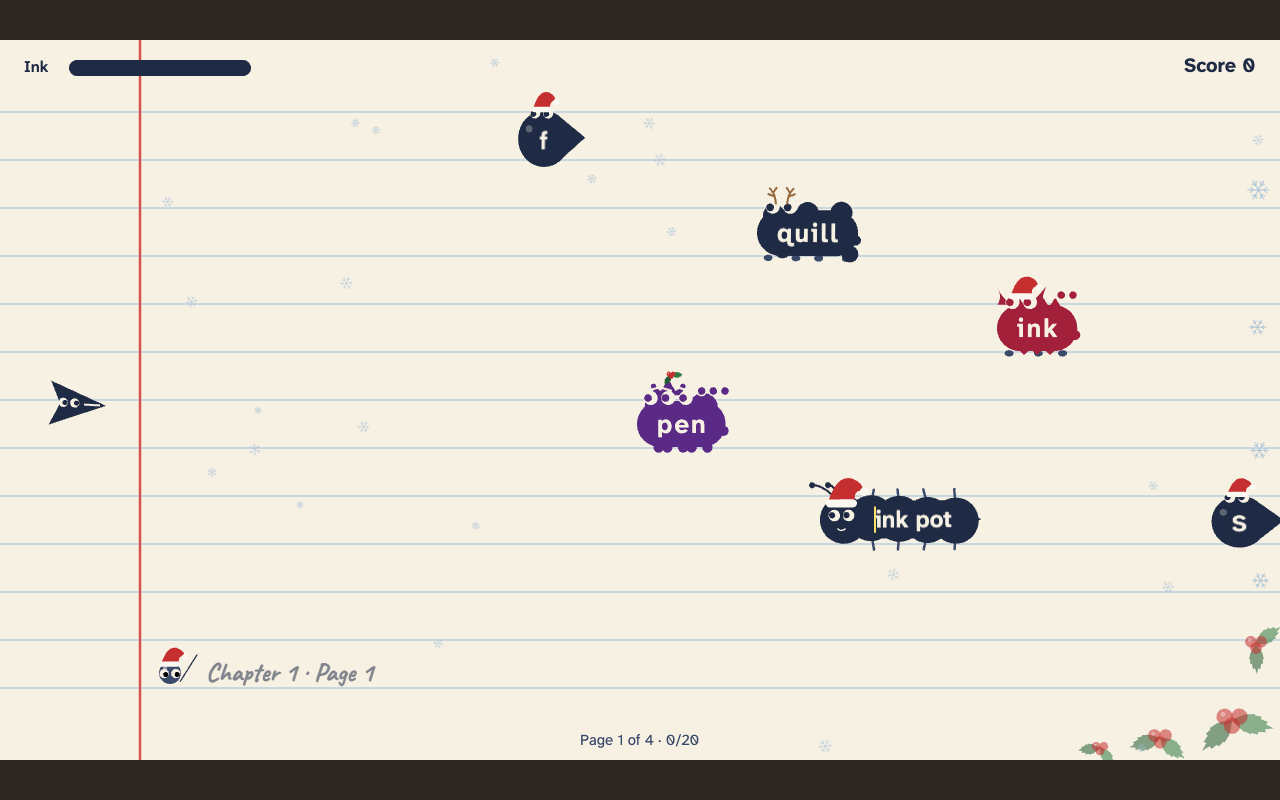 Ink
Score 0
f
quill
ink
pen
ink pot
s
Chapter 1 · Page 1
Page 1 of 4 · 0/20